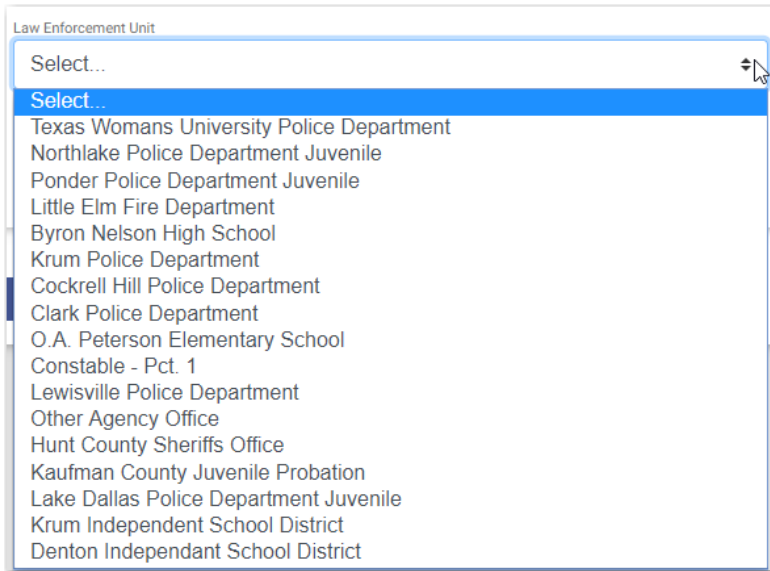 Law Enforcement Unit
Select...
Select...
Texas Womans University Police Department
Northlake Police Department Juvenile
Ponder Police Department Juvenile
Little Elm Fire Department
Byron Nelson High School
Krum Police Department
Cockrell Hill Police Department
Clark Police Department
O.A. Peterson Elementary School
Constable - Pct. 1
Lewisville Police Department
Other Agency Office
Hunt County Sheriffs Office
Kaufman County Juvenile Probation
Lake Dallas Police Department Juvenile
Krum Independent School District
Denton Independant School District